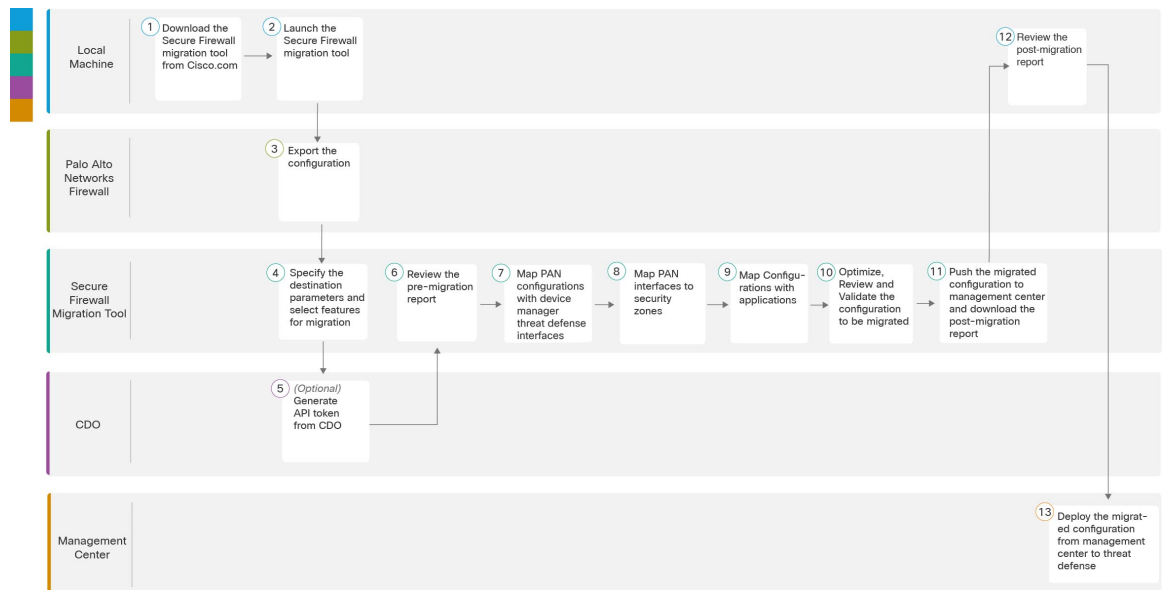 Local
Machine
1
Download the
Secure Firewall
migration tool
from Cisco.com
2
Launch the
Secure Firewall
migration tool
12
Review the
post-migration
report
Palo Alto
Networks
Firewall
3
Export the
configuration
Secure
Firewall
Migration Tool
4
Specify the
destination
parameters and
select features
for migration
6
Review the
pre-migration
report
7
Map PAN
configurations
with device
manager
threat defense
interfaces
8
Map PAN
interfaces to
security
zones
9
Map Configu-
rations with
applications
10
Optimize,
Review and
Validate the
configuration
to be migrated
11
Push the migrated
configuration to
management center
and download the
post-migration
report
CDO
5
(Optional)
Generate
API token
from CDO
Management
Center
13
Deploy the migrat-
ed configuration
from management
center to threat
defense